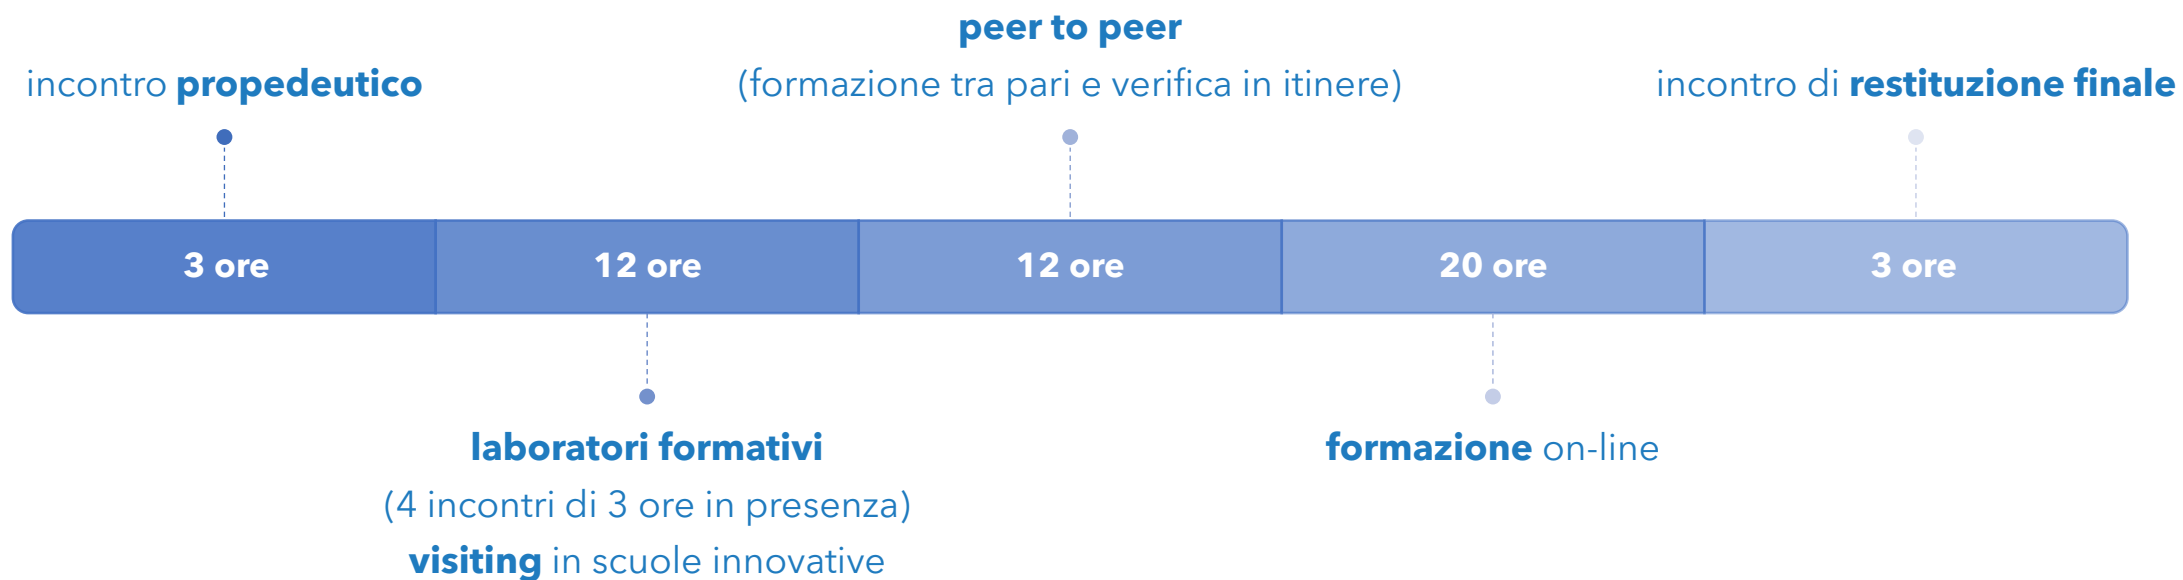 peer to peer
incontro propedeutico
(formazione tra pari e verifica in itinere)
incontro di restituzione finale
3 ore
12 ore
12 ore
20 ore
3 ore
laboratori formativi
(4 incontri di 3 ore in presenza)
visiting in scuole innovative
formazione on-line